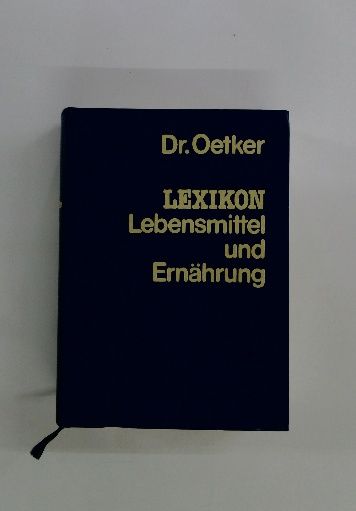 Dr. Oetker
LEXIKON
Lebensmittel
und
Ernährung